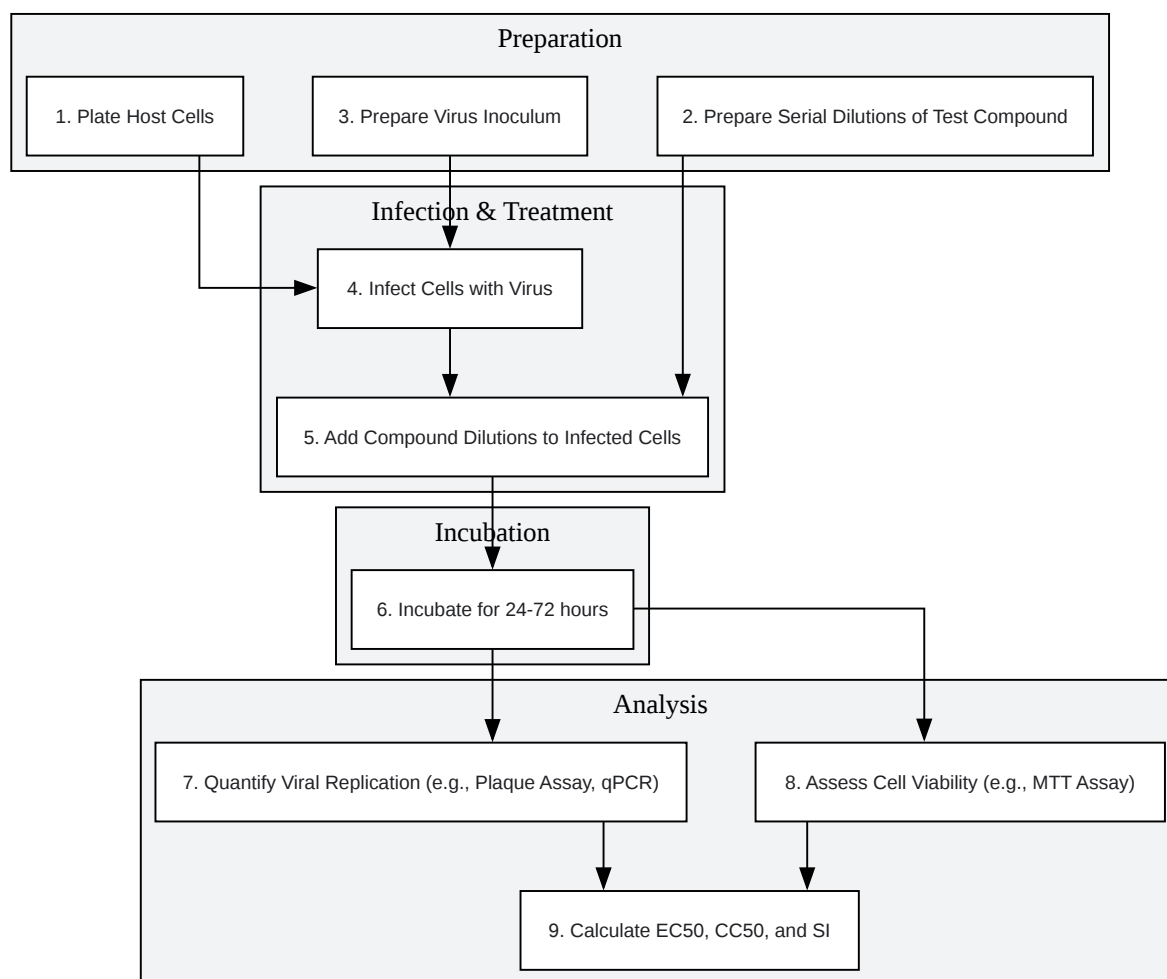 Preparation
1. Plate Host Cells
3. Prepare Virus Inoculum
2. Prepare Serial Dilutions of Test Compound
Infection & Treatment
4. Infect Cells with Virus
5. Add Compound Dilutions to Infected Cells
Incubation
6. Incubate for 24-72 hours
Analysis
7. Quantify Viral Replication (e.g., Plaque Assay, qPCR)
8. Assess Cell Viability (e.g., MTT Assay)
9. Calculate EC50, CC50, and SI